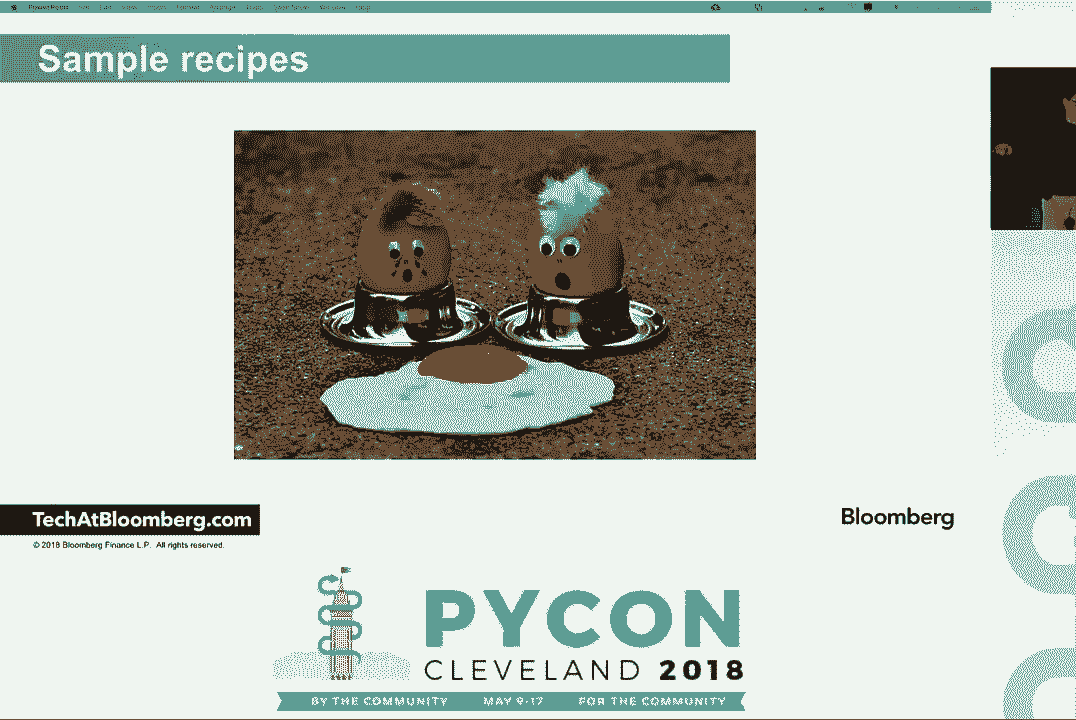 Sample recipes
TechAtBloomberg.com
Bloomberg
© 2018 Bloomberg Finance L.P. All rights reserved.
PYCON
CLEVELAND 2018
BY THE COMMUNITY MAY 9-17 FOR THE COMMUNITY